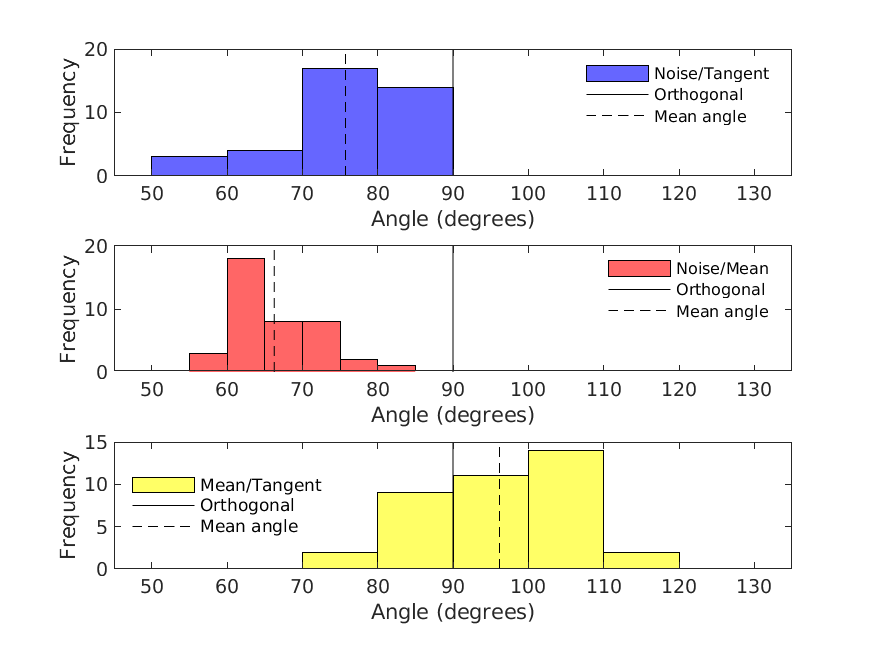 20
10
0
Frequency
Noise/Tangent
Orthogonal
Mean angle
50 60 70 80 90 100 110 120 130
Angle (degrees)
20
10
0
Frequency
Noise/Mean
Orthogonal
Mean angle
50 60 70 80 90 100 110 120 130
Angle (degrees)
15
10
5
0
Frequency
Mean/Tangent
Orthogonal
Mean angle
50 60 70 80 90 100 110 120 130
Angle (degrees)